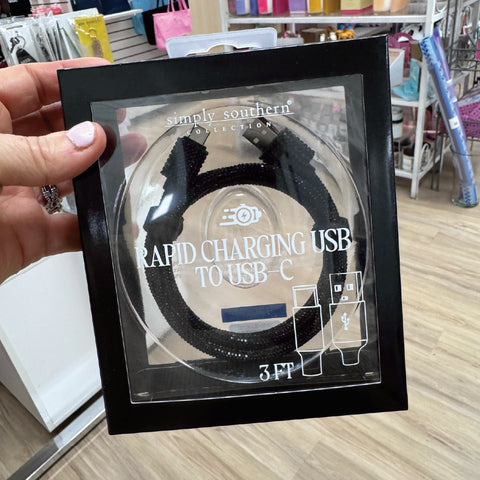 simply southern®
COLLECTION
RAPID CHARGING USB
TO USB-C
3 FT